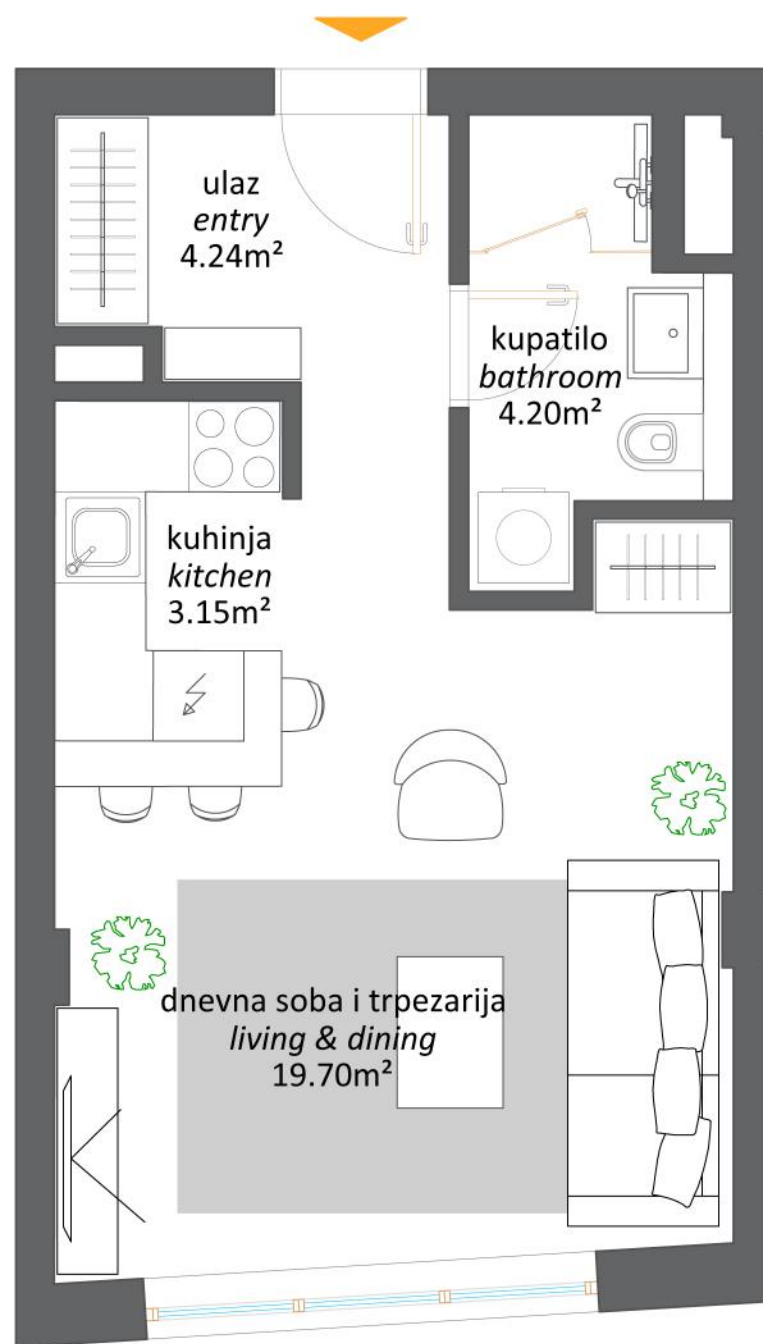 ulaz
entry
4.24m²
kupatilo
bathroom
4.20m²
kuhinja
kitchen
3.15m²
dnevna soba i trpezarija
living & dining
19.70m²